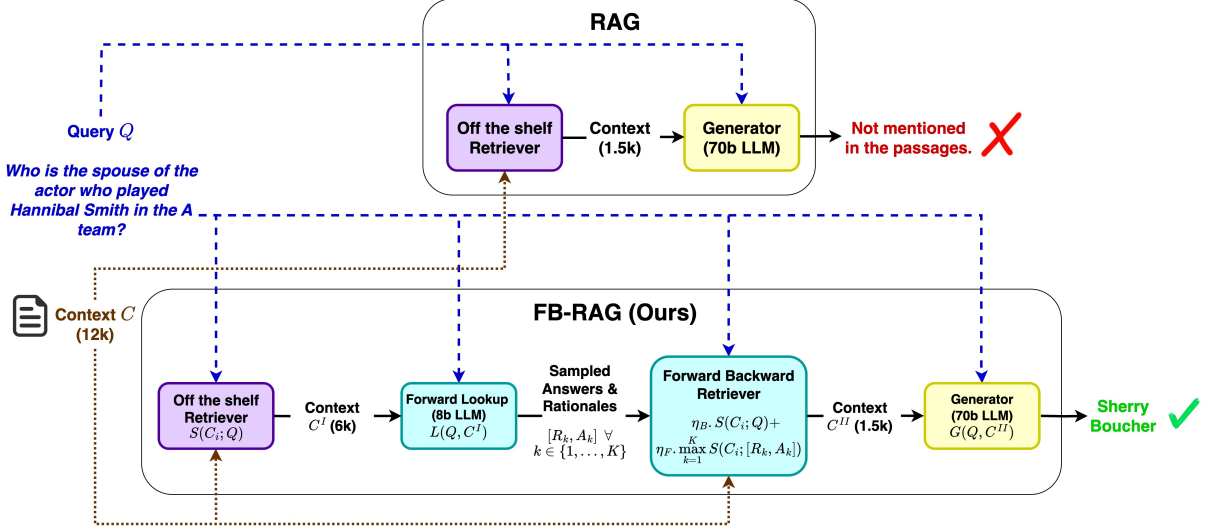 RAG
Query Q
Who is the spouse of the
actor who played
Hannibal Smith in the A
team?
Off the shelf
Retriever
Context
(1.5k)
Generator
(70b LLM)
Not mentioned
in the passages.
Context C
(12k)
FB-RAG (Ours)
Off the shelf
Retriever
S(C_i; Q)
Context
C^I (6k)
Forward Lookup
(8b LLM)
L(Q, C^I)
Sampled
Answers &
Rationales
[R_k, A_k] ∀
k ∈ {1, . . . , K}
Forward Backward
Retriever
η_B. S(C_i; Q)+
η_F. max_{k=1}^{K} S(C_i; [R_k, A_k])
Context
C^{II} (1.5k)
Generator
(70b LLM)
G(Q, C^{II})
Sherry
Boucher